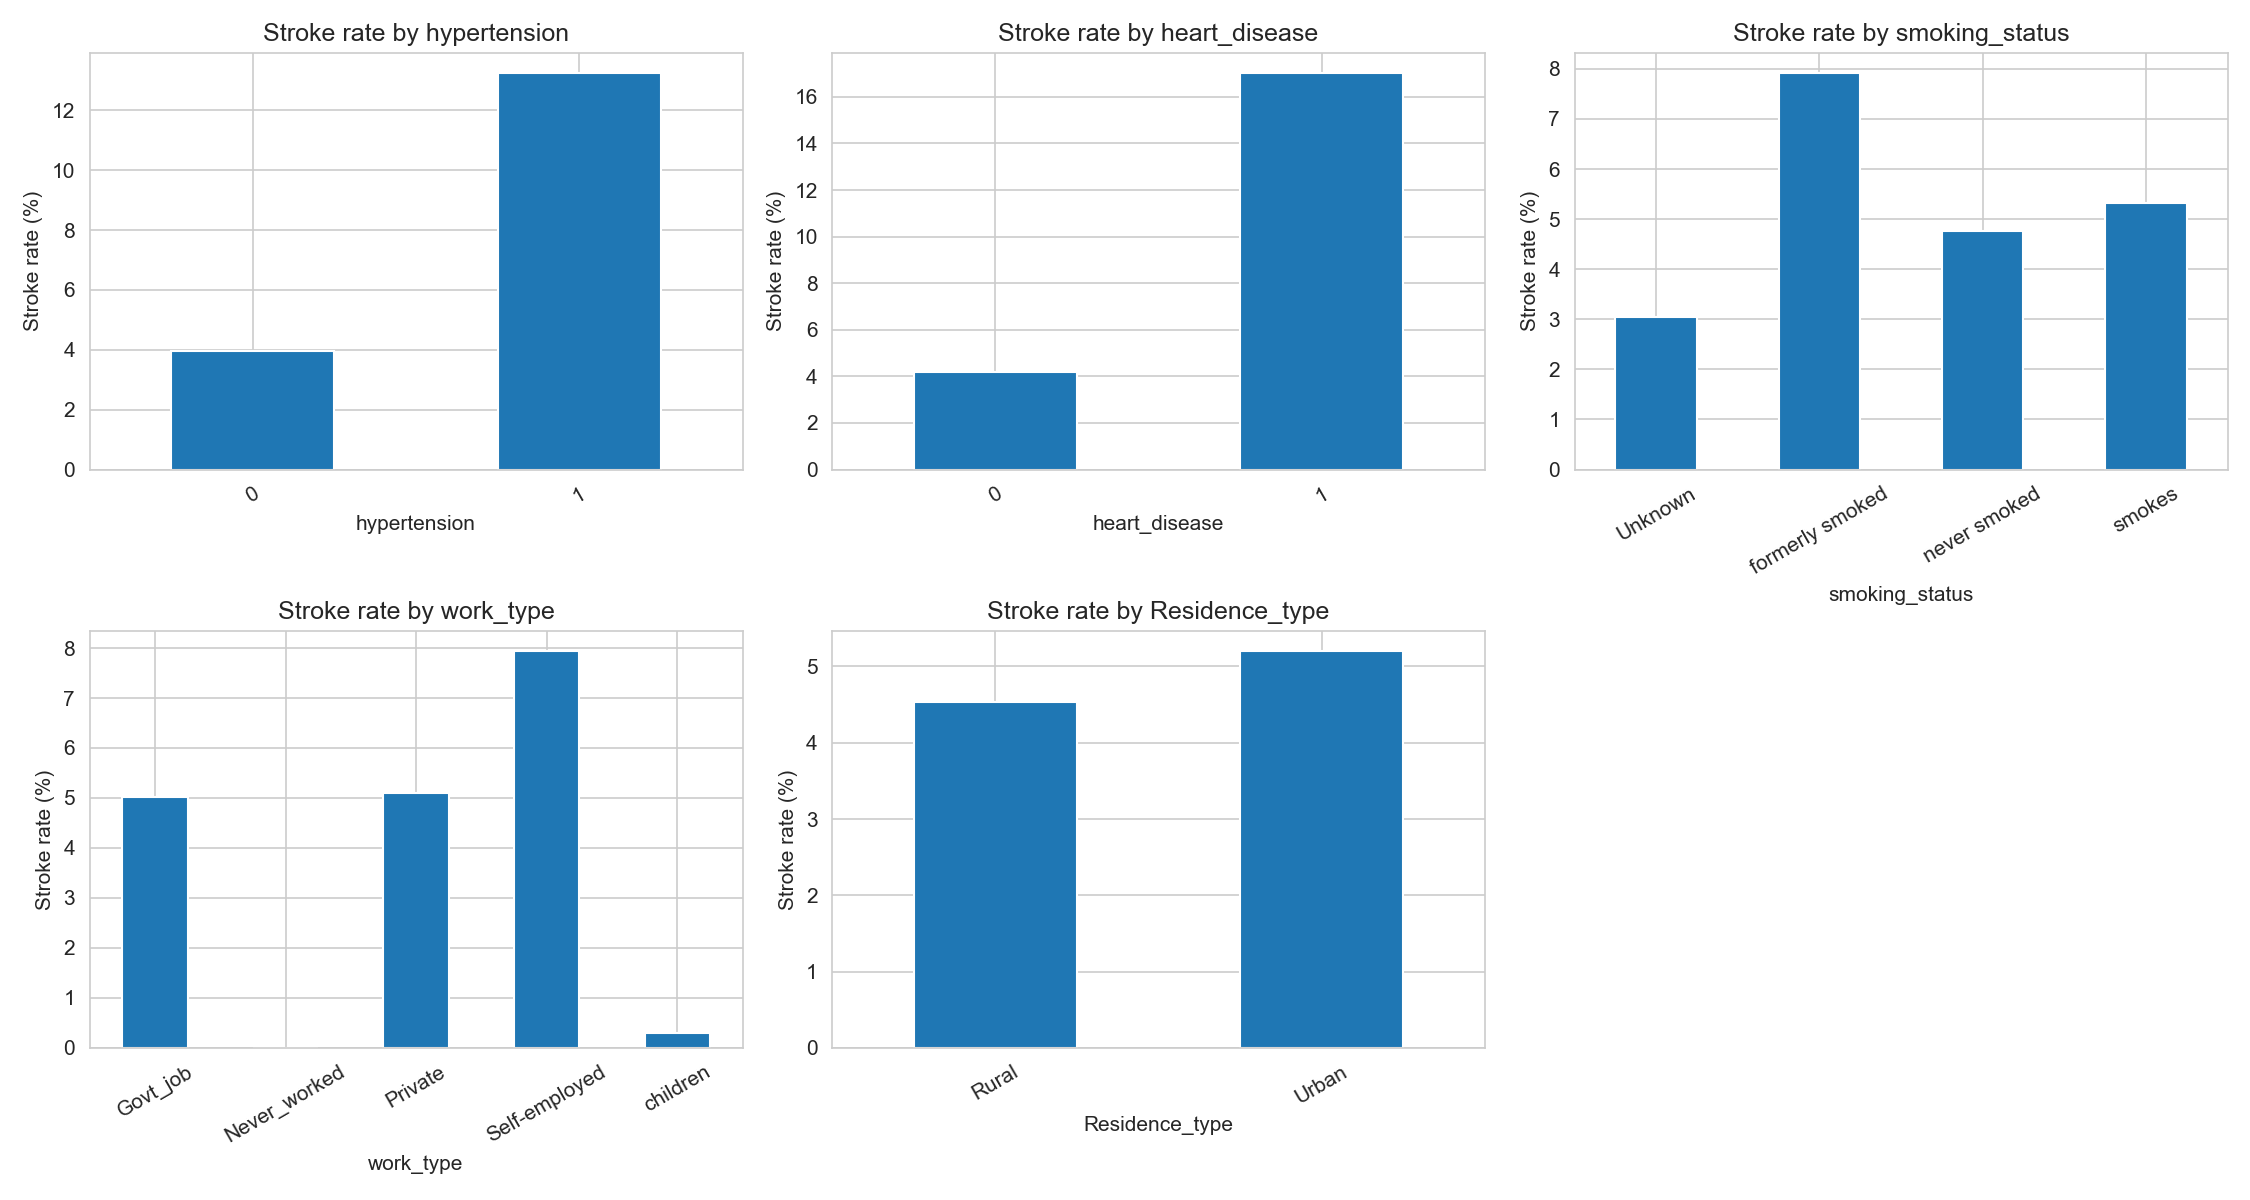 Stroke rate by hypertension
Stroke rate (%)
12
10
8
6
4
2
0
0
1
hypertension
Stroke rate by heart_disease
Stroke rate (%)
16
14
12
10
8
6
4
2
0
0
1
heart_disease
Stroke rate by smoking_status
Stroke rate (%)
8
7
6
5
4
3
2
1
0
Unknown
formerly smoked
never smoked
smokes
smoking_status
Stroke rate by work_type
Stroke rate (%)
8
7
6
5
4
3
2
1
0
Govt_job
Never_worked
Private
Self-employed
children
work_type
Stroke rate by Residence_type
Stroke rate (%)
5
4
3
2
1
0
Rural
Urban
Residence_type